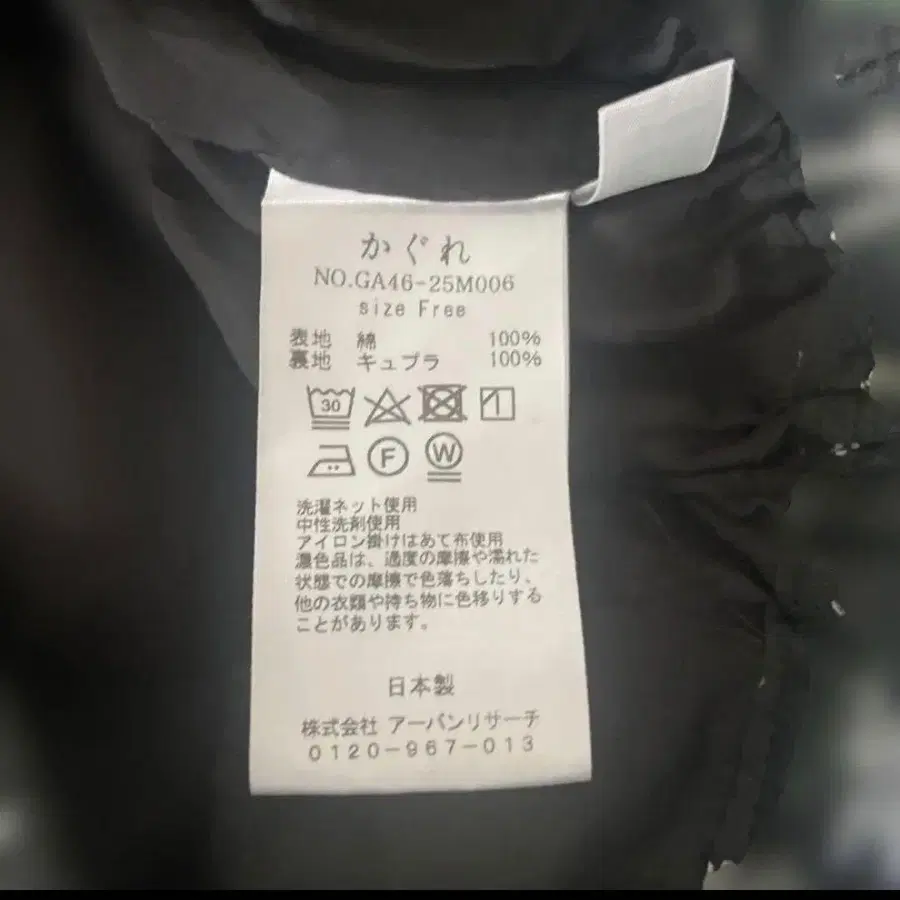 かぐれ
NO.GA46-25M006
size Free
表地 綿 100%
裏地 キュプラ 100%
30
F W
洗濯ネット使用
中性洗剤使用
アイロン掛けはあて布使用
濃色品は、過度の摩擦や濡れた
状態での摩擦で色落ちしたり、
他の衣類や持ち物に色移りする
ことがあります。
日本製
株式会社 アーバンリサーチ
0120-967-013